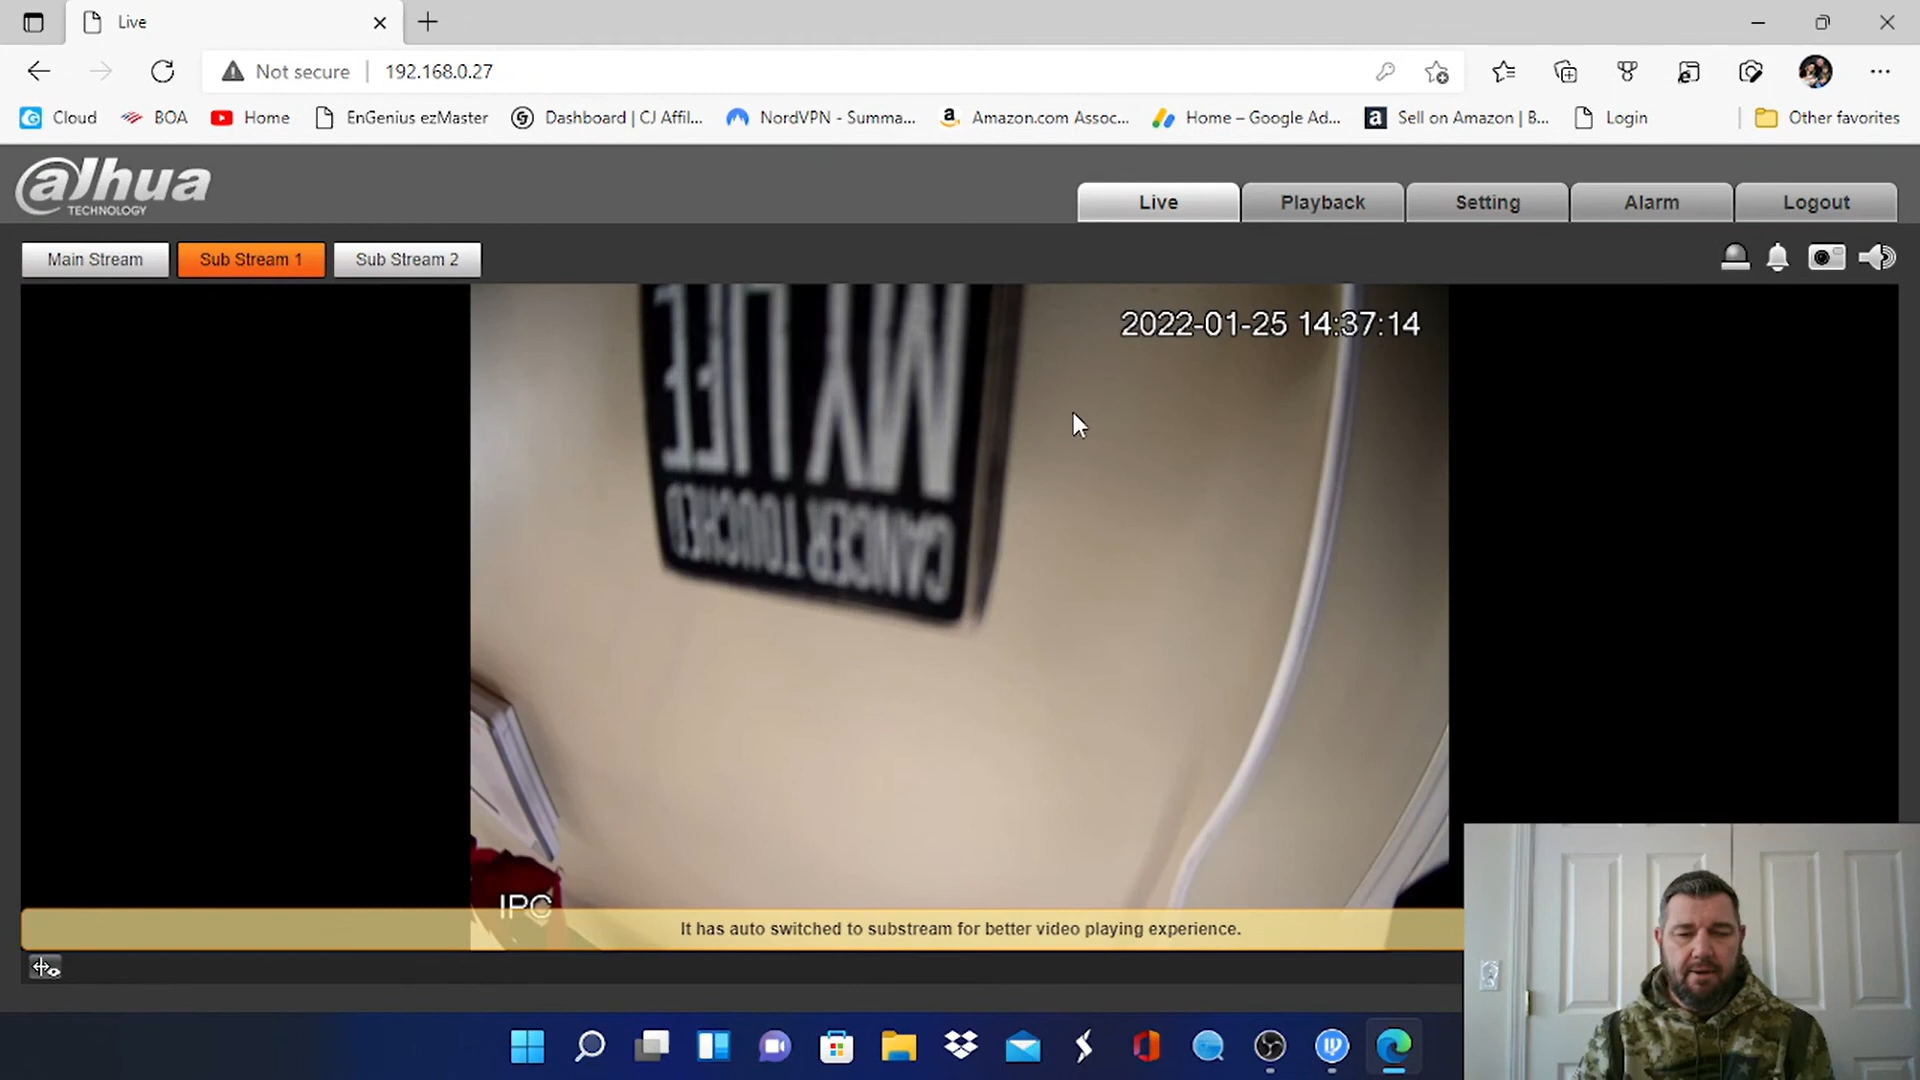 Live
Not secure
192.168.0.27
Cloud
BOA
Home
EnGenius ezMaster
Dashboard | CJ Affil...
NordVPN - Summa...
Amazon.com Assoc...
Home – Google Ad...
Sell on Amazon | B...
Login
Other favorites
alhua
TECHNOLOGY
Live
Playback
Setting
Alarm
Logout
Main Stream
Sub Stream 1
Sub Stream 2
2022-01-25 14:37:14
CANCER TOUCHED
MY LIFE
IPC
It has auto switched to substream for better video playing experience.